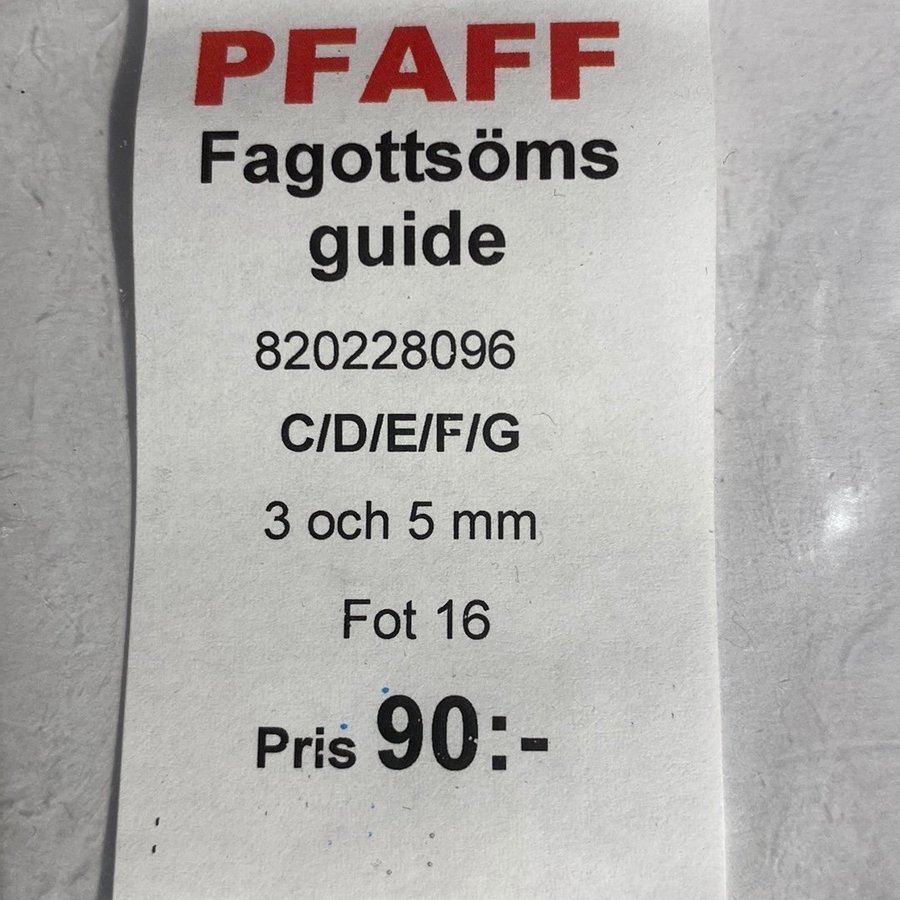 PFAFF
Fagottsöms
guide
820228096
C/D/E/F/G
3 och 5 mm
Fot 16
Pris 90:-